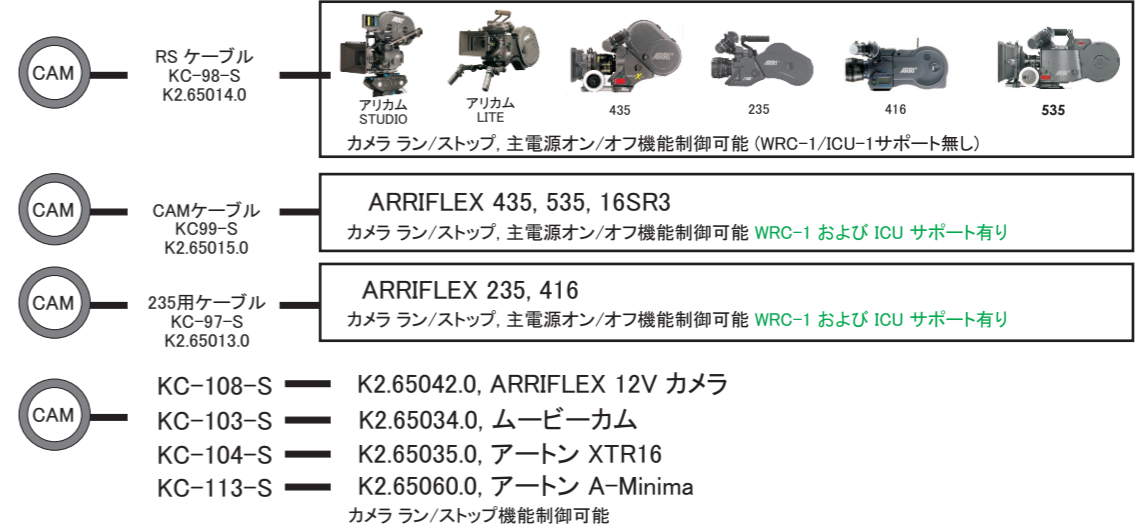 CAM
RS ケーブル
KC-98-S
K2.65014.0
アリカム
STUDIO
アリカム
LITE
435
235
416
535
カメラ ラン/ストップ, 主電源オン/オフ機能制御可能 (WRC-1/ICU-1サポート無し)
CAM
CAMケーブル
KC99-S
K2.65015.0
ARRIFLEX 435, 535, 16SR3
カメラ ラン/ストップ, 主電源オン/オフ機能制御可能 WRC-1 および ICU サポート有り
CAM
235用ケーブル
KC-97-S
K2.65013.0
ARRIFLEX 235, 416
カメラ ラン/ストップ, 主電源オン/オフ機能制御可能 WRC-1 および ICU サポート有り
CAM
KC-108-S K2.65042.0, ARRIFLEX 12V カメラ
KC-103-S K2.65034.0, ムービーカム
KC-104-S K2.65035.0, アートン XTR16
KC-113-S K2.65060.0, アートン A-Minima
カメラ ラン/ストップ機能制御可能